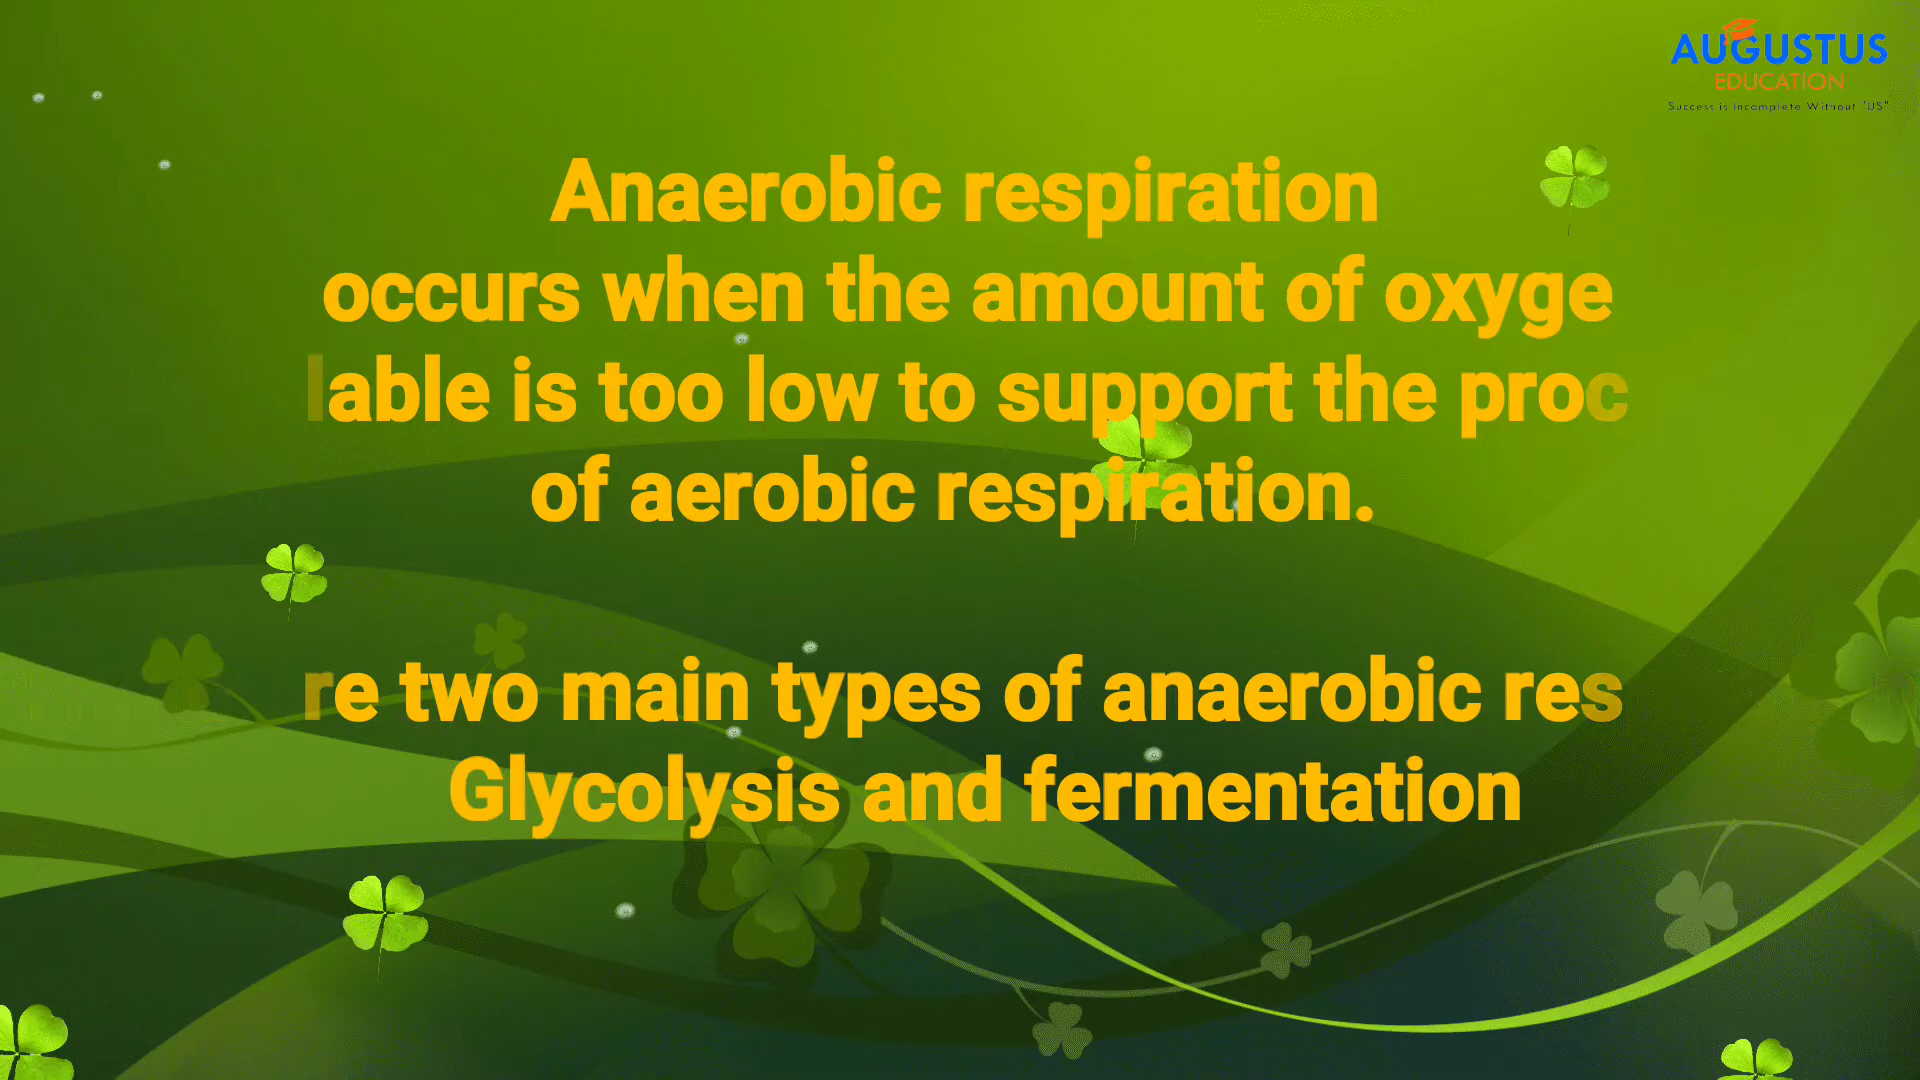 AUGUSTUS
EDUCATION
Success is Incomplete Without "US"
Anaerobic respiration
occurs when the amount of oxyge
lable is too low to support the proc
of aerobic respiration.
re two main types of anaerobic res
Glycolysis and fermentation